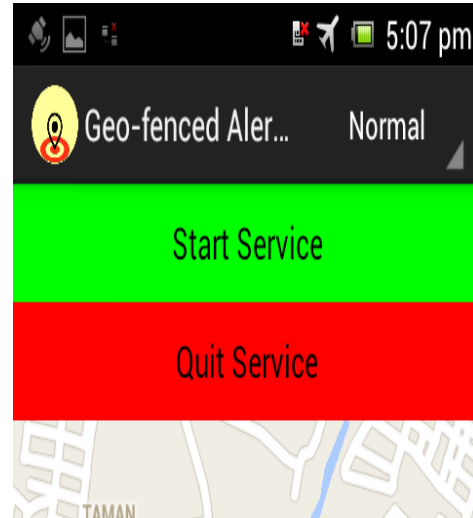 5:07 pm
Geo-fenced Aler... Normal
Start Service
Quit Service
TAMAN